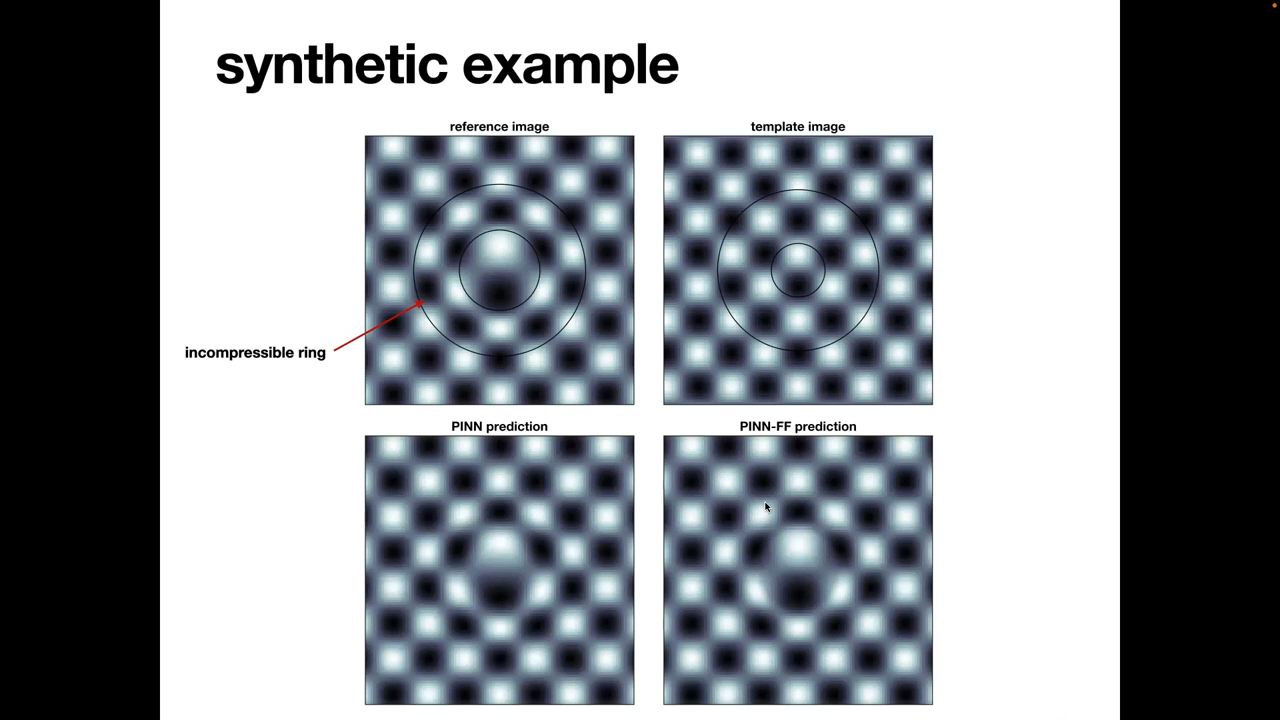 synthetic example
reference image
template image
incompressible ring
PINN prediction
PINN-FF prediction